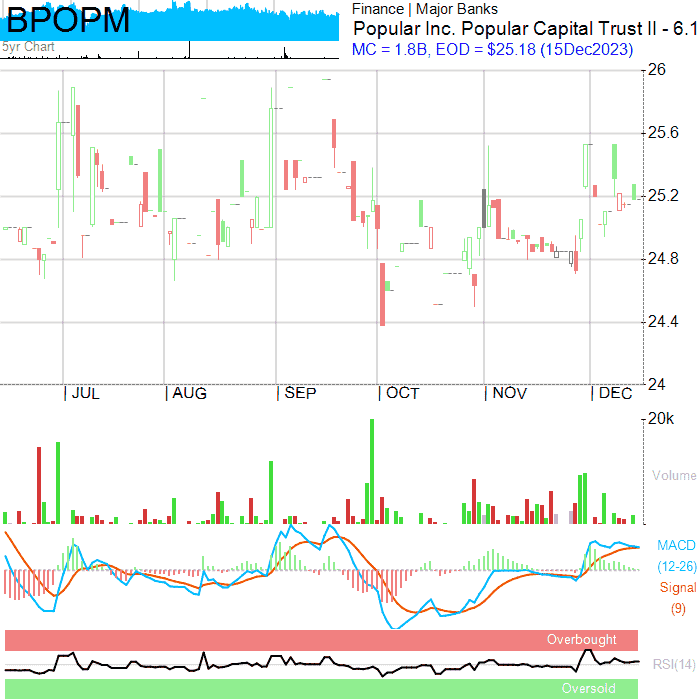 BPOPM
5yr Chart
Finance | Major Banks
Popular Inc. Popular Capital Trust II - 6.1
MC = 1.8B, EOD = $25.18 (15Dec2023)
26
25.6
25.2
24.8
24.4
24
JUL AUG SEP OCT NOV DEC
20k
Volume
MACD
(12-26)
Signal
(9)
Overbought
RSI(14)
Oversold